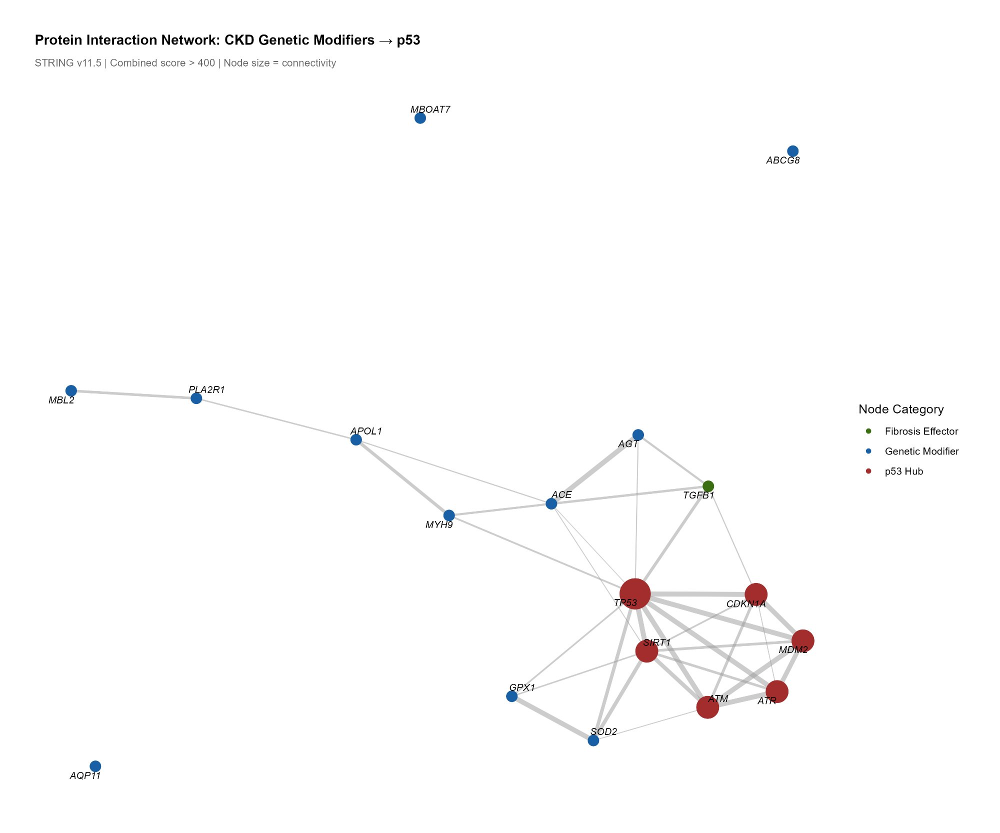 Protein Interaction Network: CKD Genetic Modifiers → p53
STRING v11.5 | Combined score > 400 | Node size = connectivity
MBOAT7
ABCG8
PLA2R1
MBL2
APOL1
AGT
ACE
TGFB1
MYH9
Node Category
Fibrosis Effector
Genetic Modifier
p53 Hub
TP53
CDKN1A
SIRT1
MDM2
GPX1
ATM
ATR
SOD2
AQP11